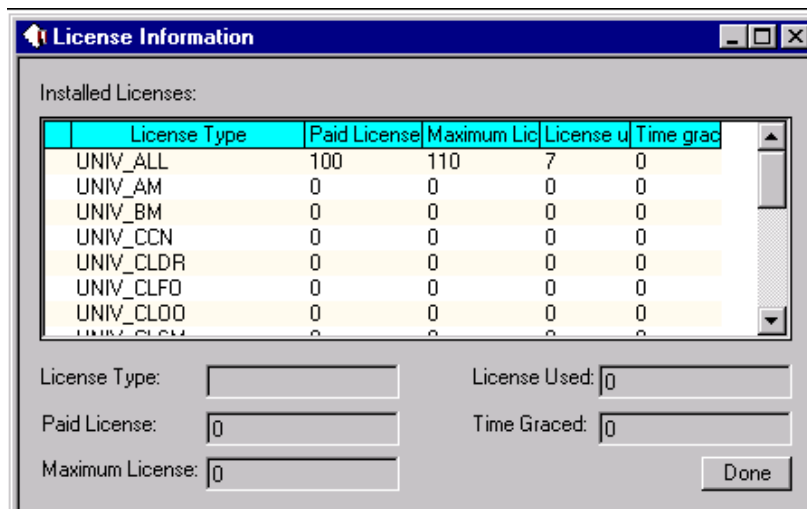 License Information
Installed Licenses:
License Type Paid License Maximum Lic License u Time grac
UNIV_ALL 100 110 7 0
UNIV_AM 0 0 0 0
UNIV_BM 0 0 0 0
UNIV_CCN 0 0 0 0
UNIV_CLDR 0 0 0 0
UNIV_CLFO 0 0 0 0
UNIV_CLOO 0 0 0 0
License Type: License Used: 0
Paid License: 0 Time Graced: 0
Maximum License: 0 Done